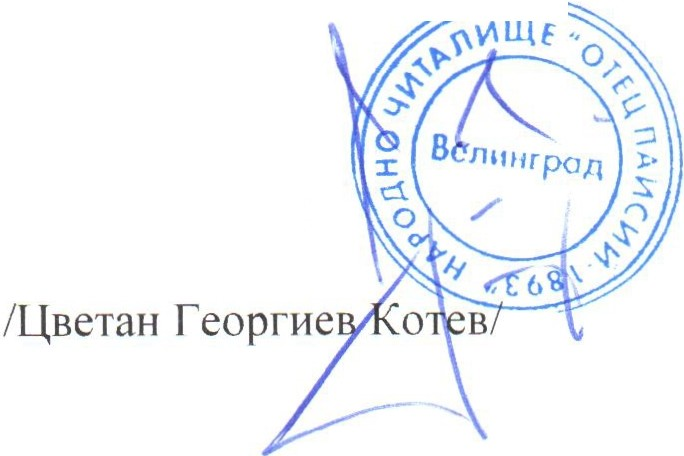 НАРОДНО ЧИТАЛИЩЕ "ОТЕЦ ПАИСИЙ-1893"
Велинград
/Цветан Георгиев Котев/